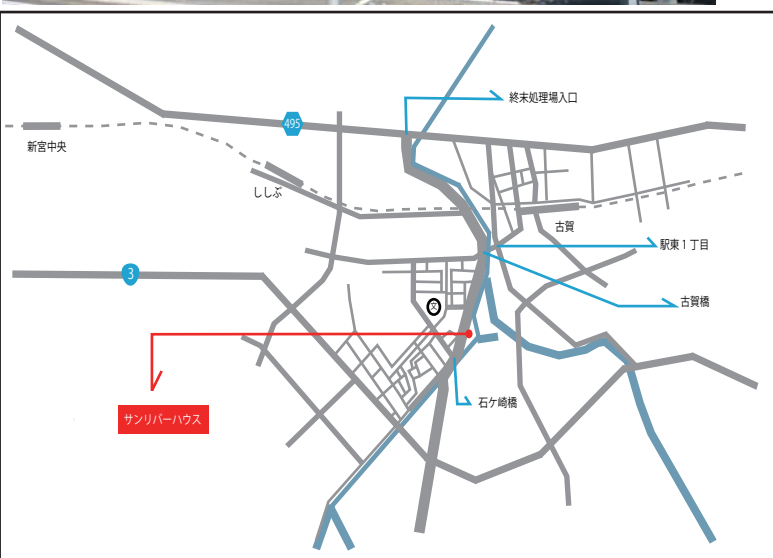 終末処理場入口
495
新宮中央
ししぶ
古賀
駅東1丁目
3
古賀橋
文
石ケ崎橋
サンリバーハウス